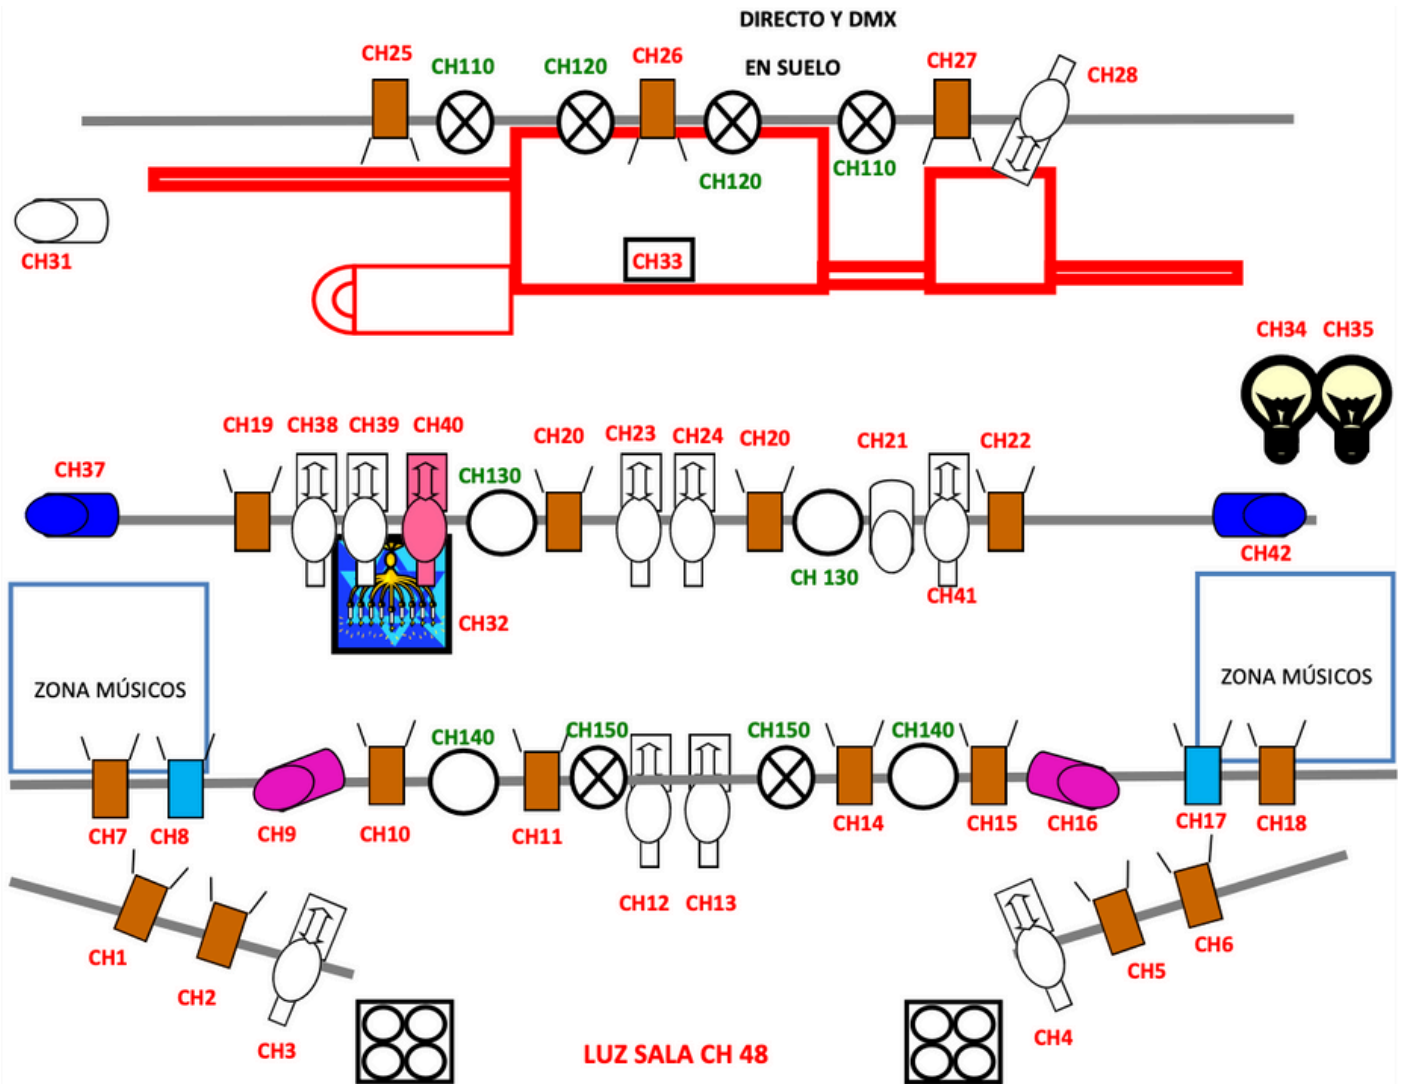 DIRECTO Y DMX
CH25
CH110
CH120
CH26
EN SUELO
CH27
CH28
CH120
CH110
CH31
CH33
CH34
CH35
CH19
CH38
CH39
CH40
CH20
CH23
CH24
CH20
CH21
CH22
CH37
CH130
CH42
CH 130
CH41
CH32
ZONA MÚSICOS
ZONA MÚSICOS
CH140
CH150
CH150
CH140
CH7
CH8
CH9
CH10
CH11
CH14
CH15
CH16
CH17
CH18
CH12
CH13
CH1
CH2
CH3
CH4
CH5
CH6
LUZ SALA CH 48